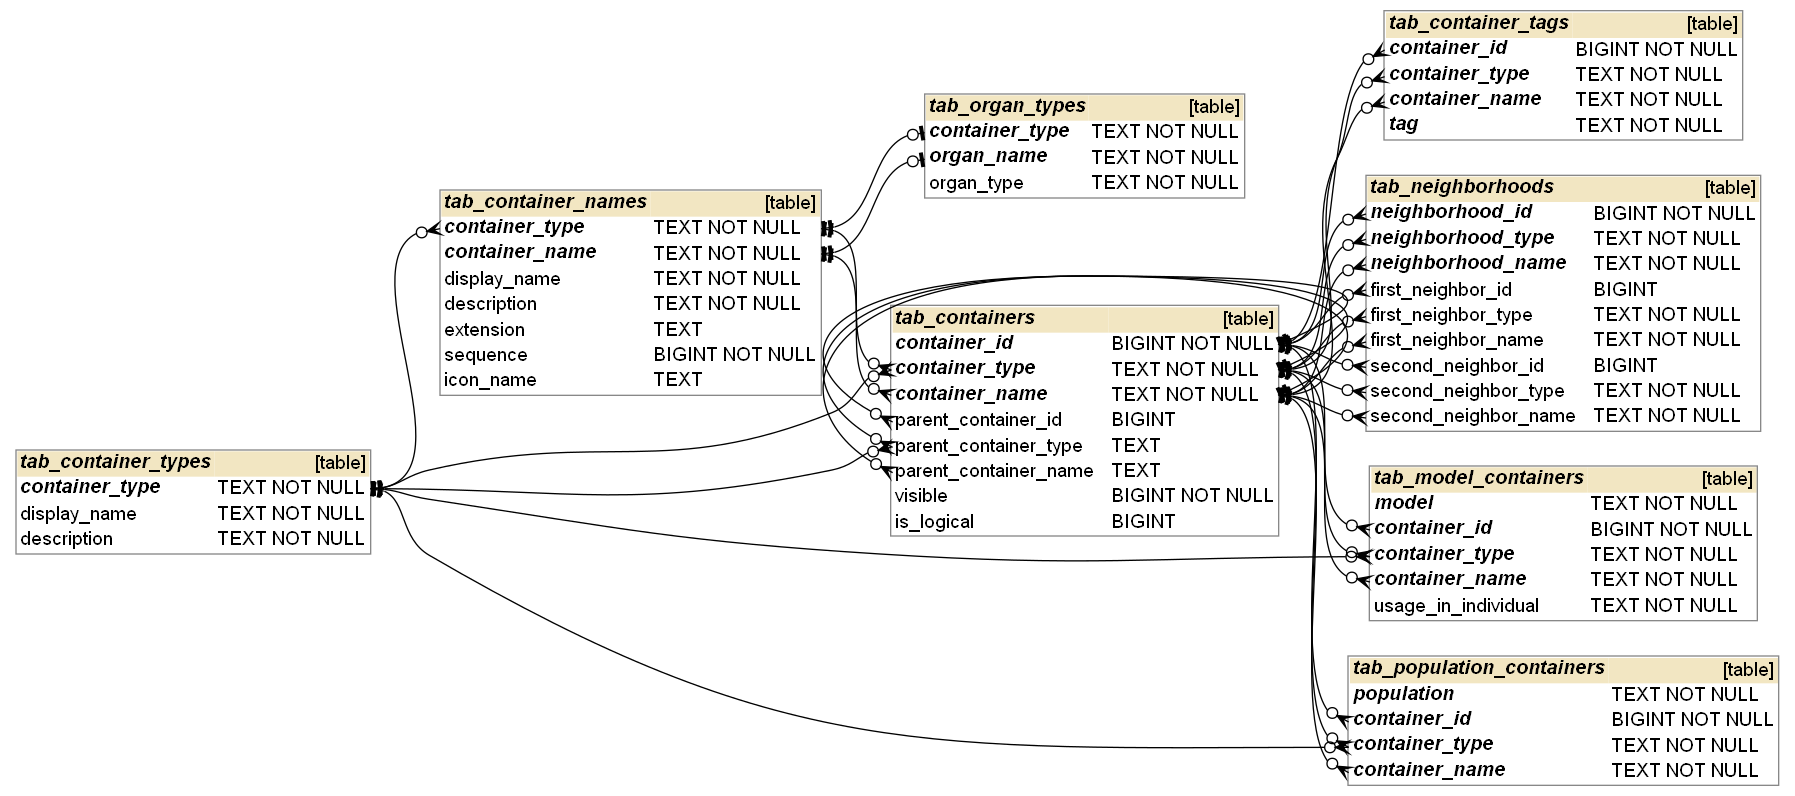 tab_container_types [table]
container_type TEXT NOT NULL
display_name TEXT NOT NULL
description TEXT NOT NULL
tab_container_names [table]
container_type TEXT NOT NULL
container_name TEXT NOT NULL
display_name TEXT NOT NULL
description TEXT NOT NULL
extension TEXT
sequence BIGINT NOT NULL
icon_name TEXT
tab_organ_types [table]
container_type TEXT NOT NULL
organ_name TEXT NOT NULL
organ_type TEXT NOT NULL
tab_containers [table]
container_id BIGINT NOT NULL
container_type TEXT NOT NULL
container_name TEXT NOT NULL
parent_container_id BIGINT
parent_container_type TEXT
parent_container_name TEXT
visible BIGINT NOT NULL
is_logical BIGINT
tab_container_tags [table]
container_id BIGINT NOT NULL
container_type TEXT NOT NULL
container_name TEXT NOT NULL
tag TEXT NOT NULL
tab_neighborhoods [table]
neighborhood_id BIGINT NOT NULL
neighborhood_type TEXT NOT NULL
neighborhood_name TEXT NOT NULL
first_neighbor_id BIGINT
first_neighbor_type TEXT NOT NULL
first_neighbor_name TEXT NOT NULL
second_neighbor_id BIGINT
second_neighbor_type TEXT NOT NULL
second_neighbor_name TEXT NOT NULL
tab_model_containers [table]
model TEXT NOT NULL
container_id BIGINT NOT NULL
container_type TEXT NOT NULL
container_name TEXT NOT NULL
usage_in_individual TEXT NOT NULL
tab_population_containers [table]
population TEXT NOT NULL
container_id BIGINT NOT NULL
container_type TEXT NOT NULL
container_name TEXT NOT NULL